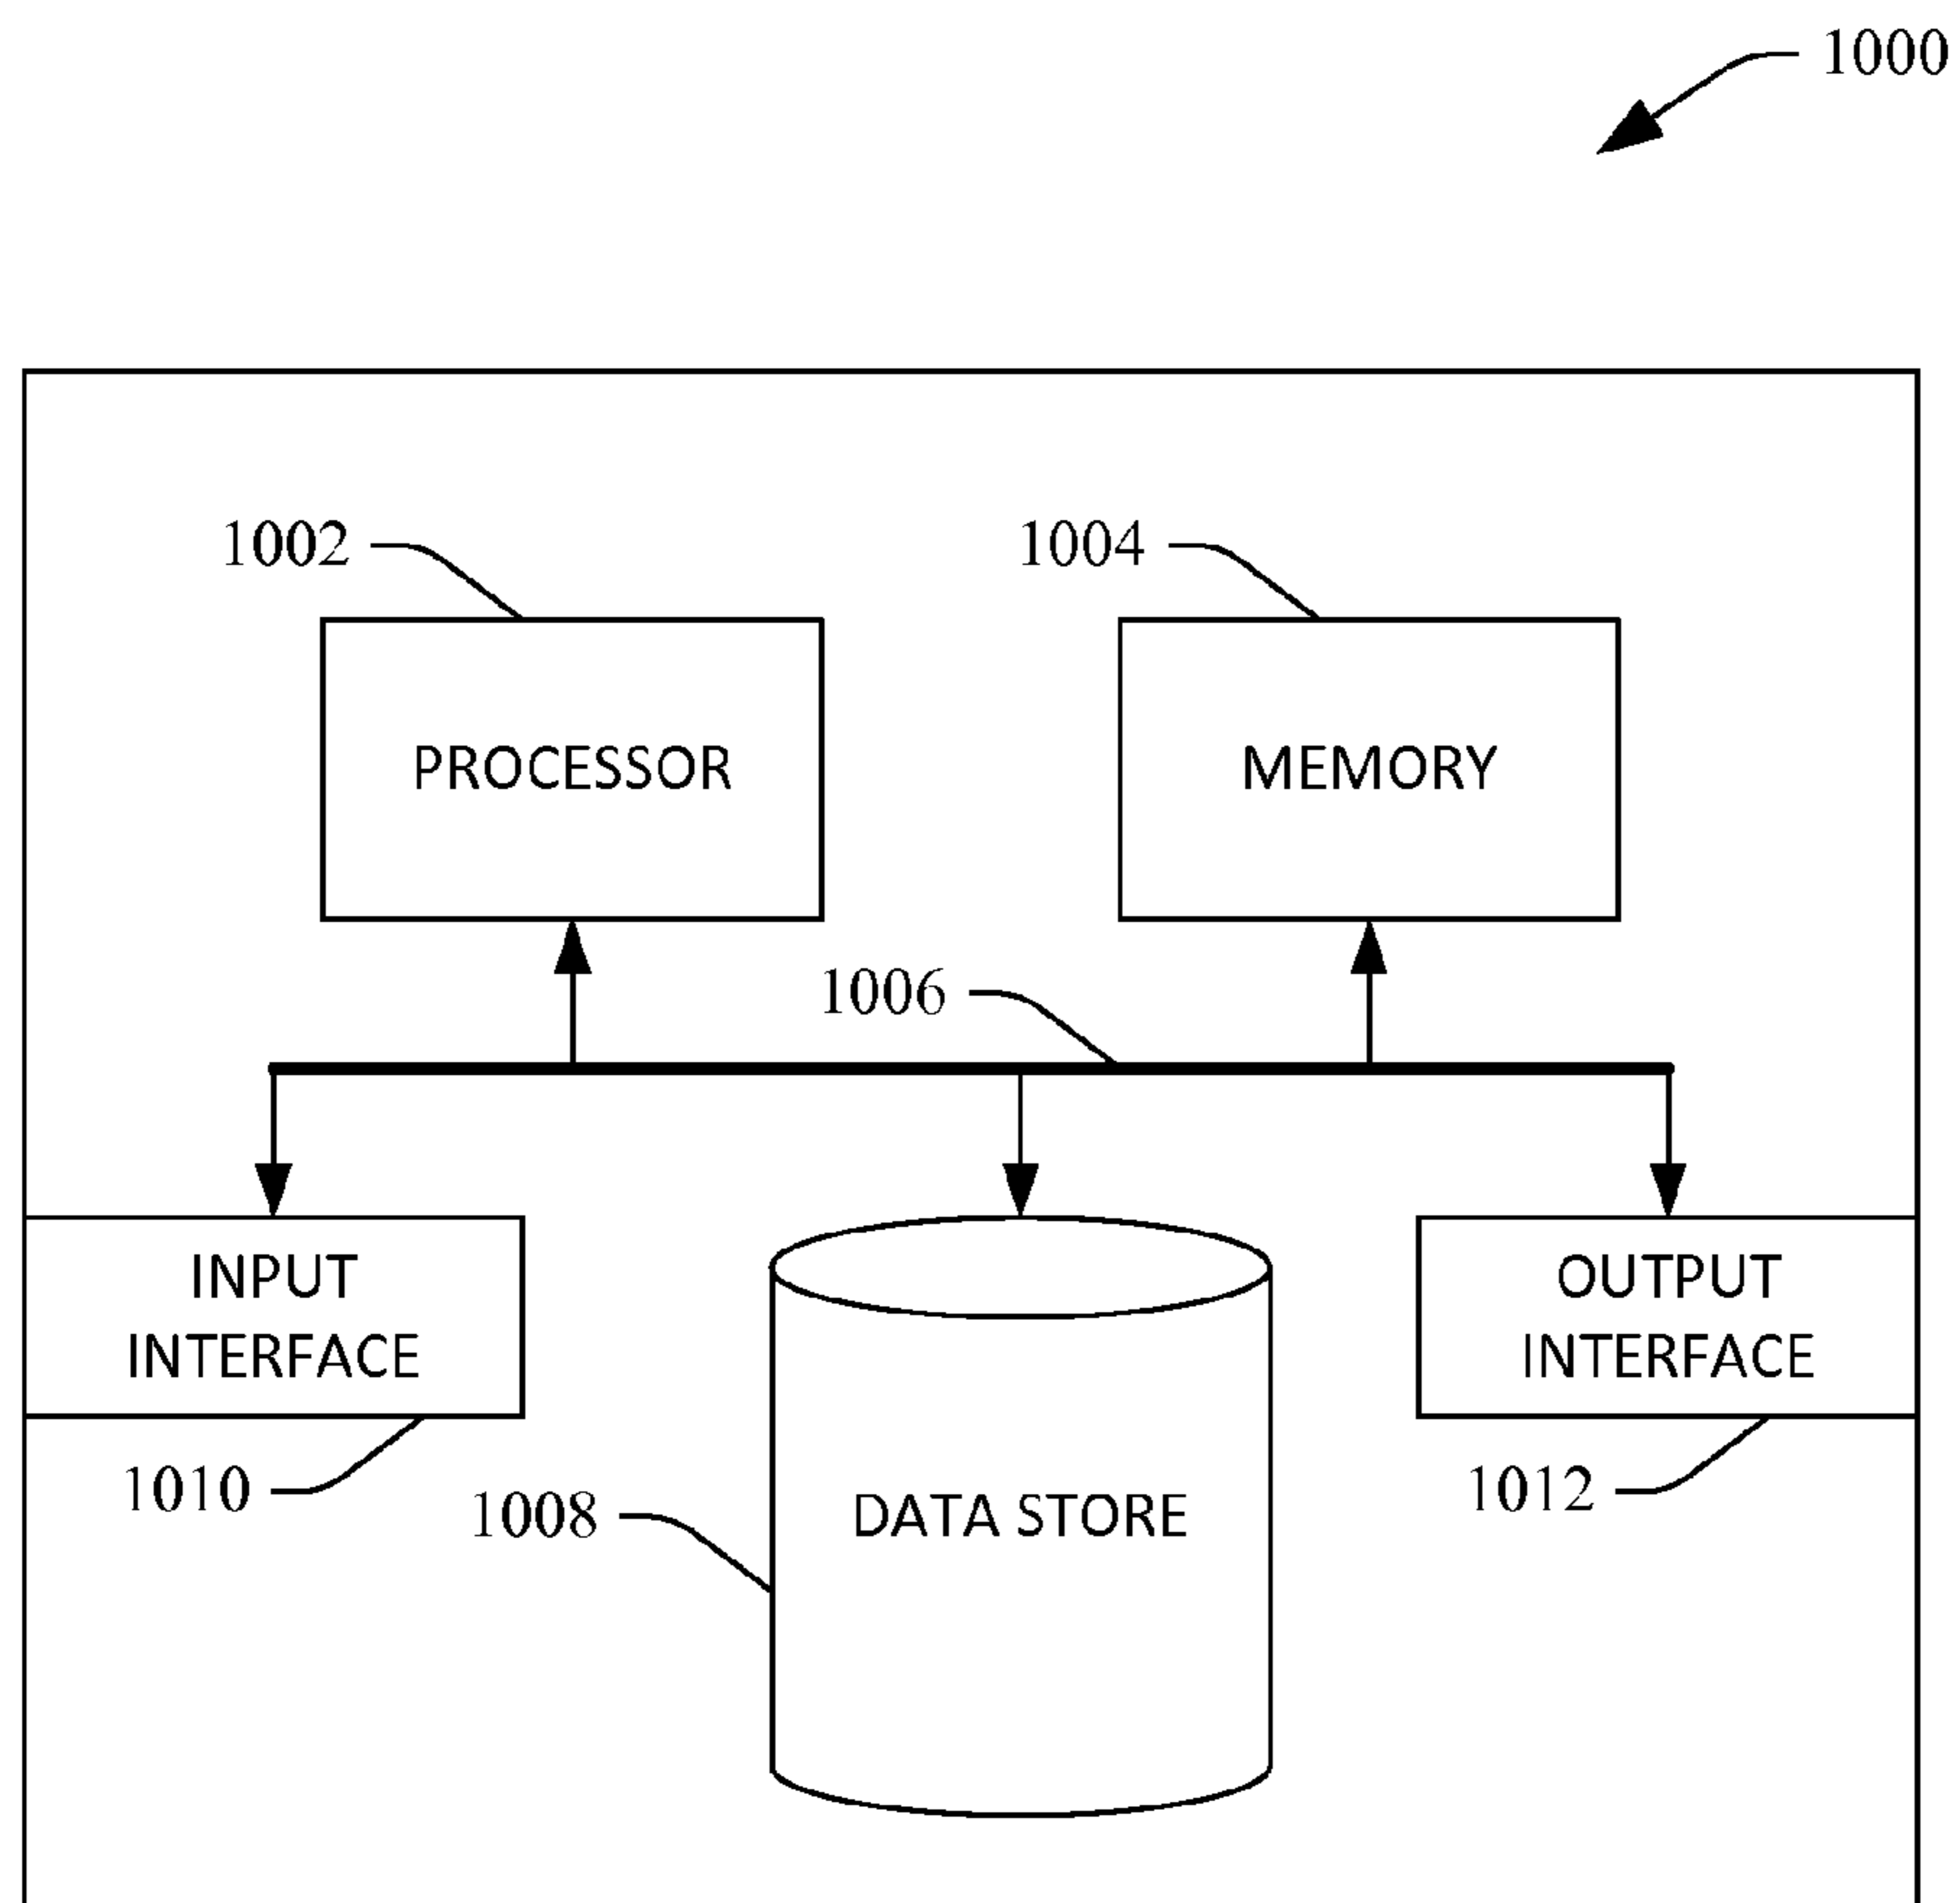 1000
1002
1004
PROCESSOR
MEMORY
1006
INPUT
INTERFACE
OUTPUT
INTERFACE
1010
1008
DATA STORE
1012